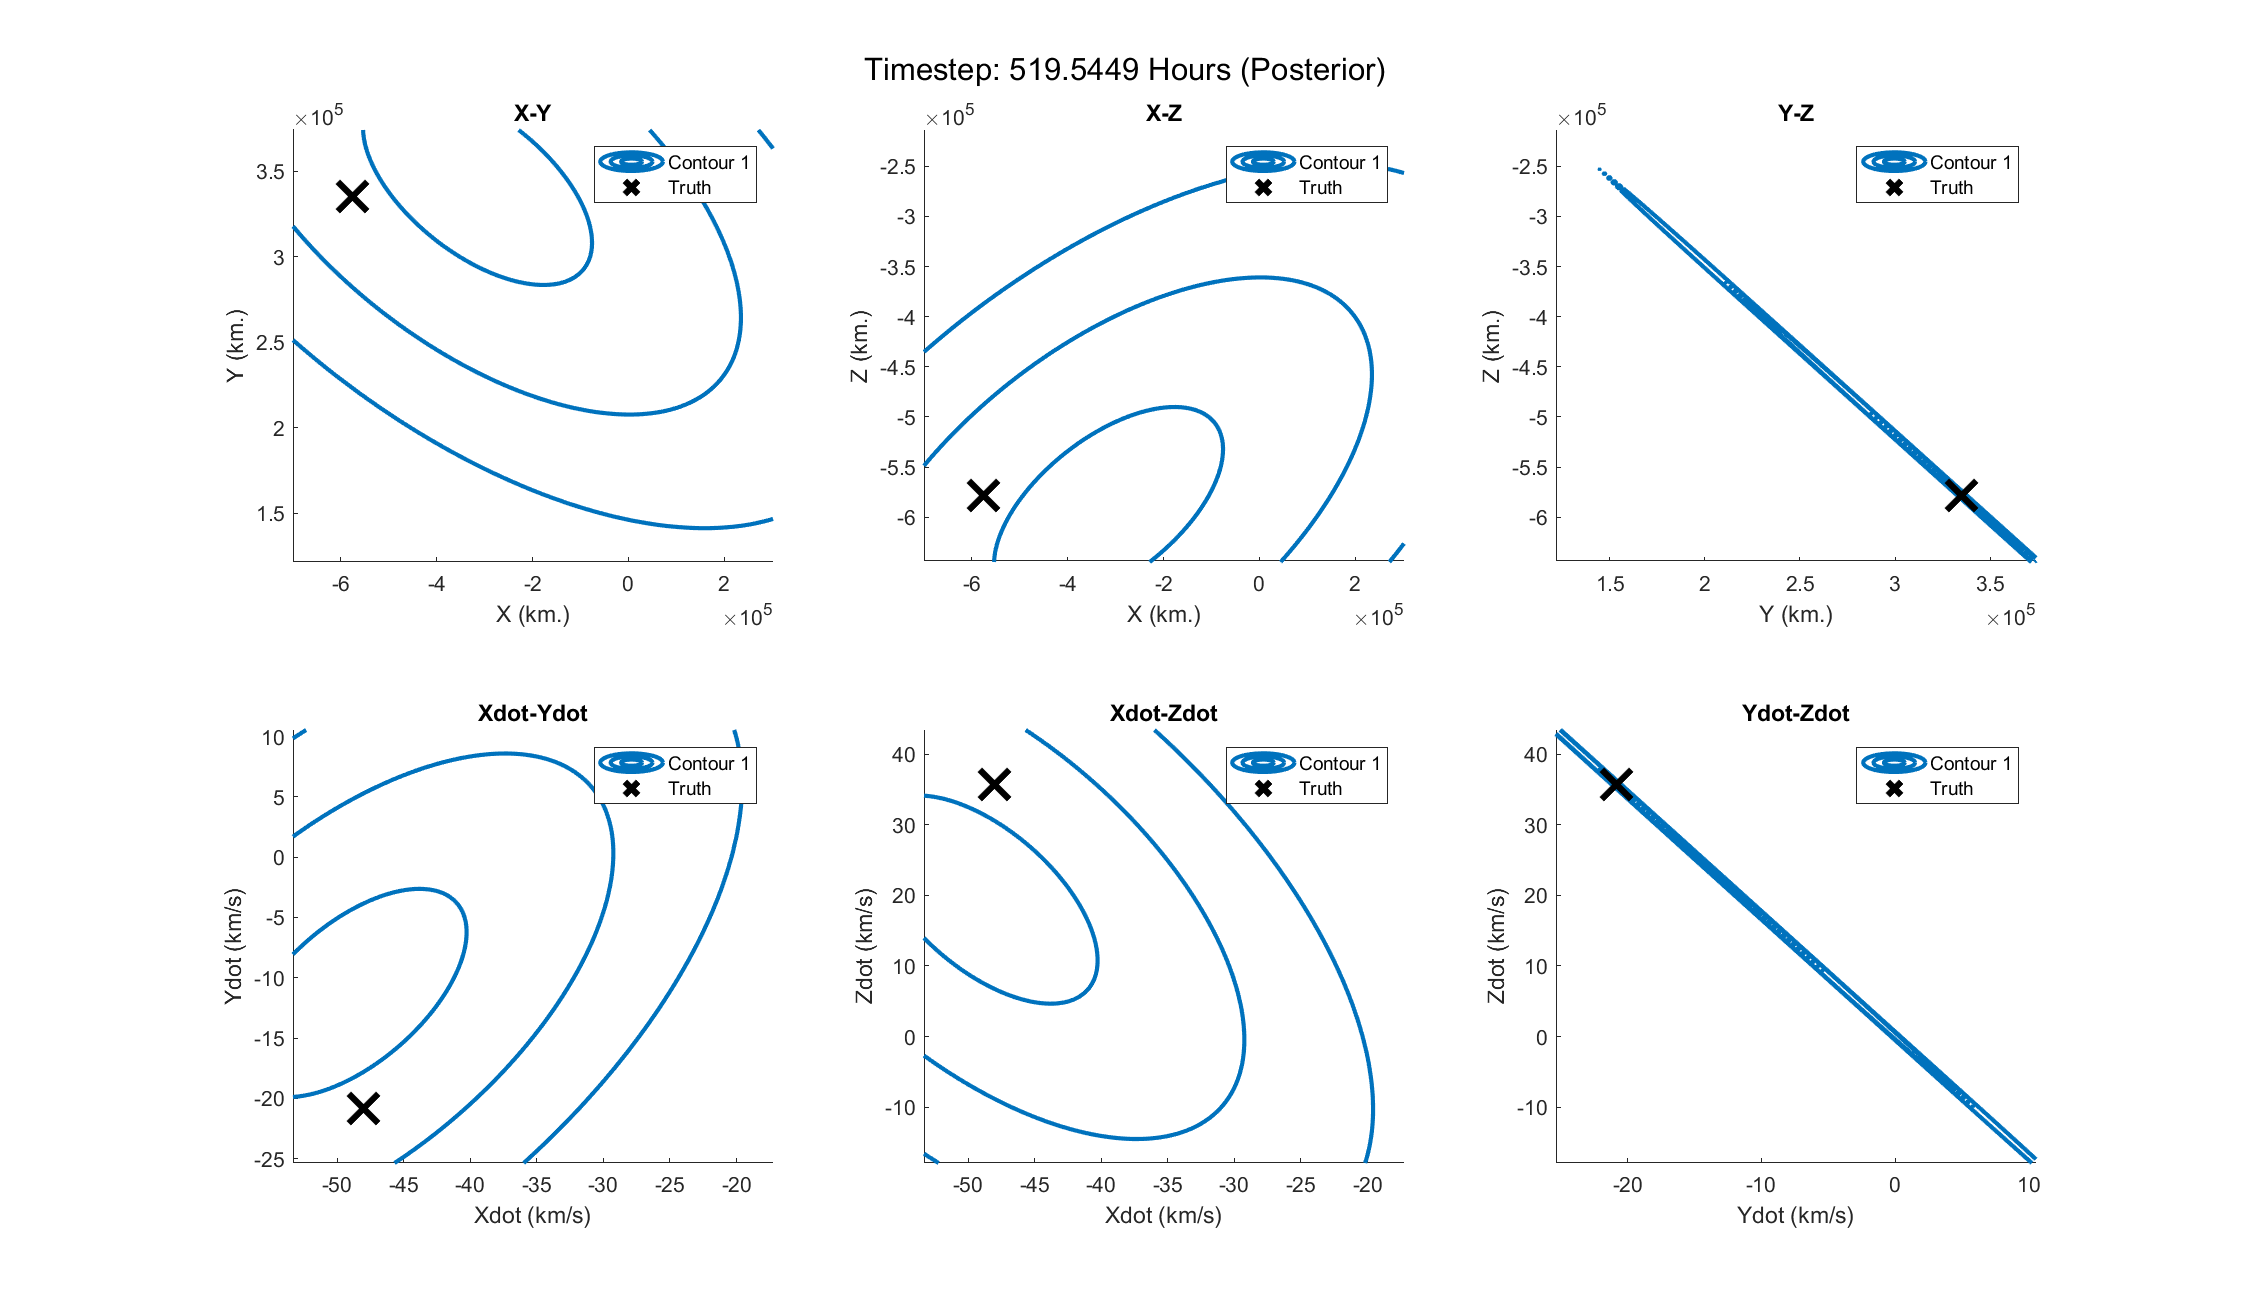 Timestep: 519.5449 Hours (Posterior)
X-Y
×10^5
3.5
3
2.5
2
1.5
Y (km.)
-6 -4 -2 0 2
X (km.)
×10^5
Contour 1
Truth
X-Z
×10^5
-2.5
-3
-3.5
-4
-4.5
-5
-5.5
-6
Z (km.)
-6 -4 -2 0 2
X (km.)
×10^5
Contour 1
Truth
Y-Z
×10^5
-2.5
-3
-3.5
-4
-4.5
-5
-5.5
-6
Z (km.)
1.5 2 2.5 3 3.5
Y (km.)
×10^5
Contour 1
Truth
Xdot-Ydot
10
5
0
-5
-10
-15
-20
-25
Ydot (km/s)
-50 -45 -40 -35 -30 -25 -20
Xdot (km/s)
Contour 1
Truth
Xdot-Zdot
40
30
20
10
0
-10
Zdot (km/s)
-50 -45 -40 -35 -30 -25 -20
Xdot (km/s)
Contour 1
Truth
Ydot-Zdot
40
30
20
10
0
-10
Zdot (km/s)
-20 -10 0 10
Ydot (km/s)
Contour 1
Truth